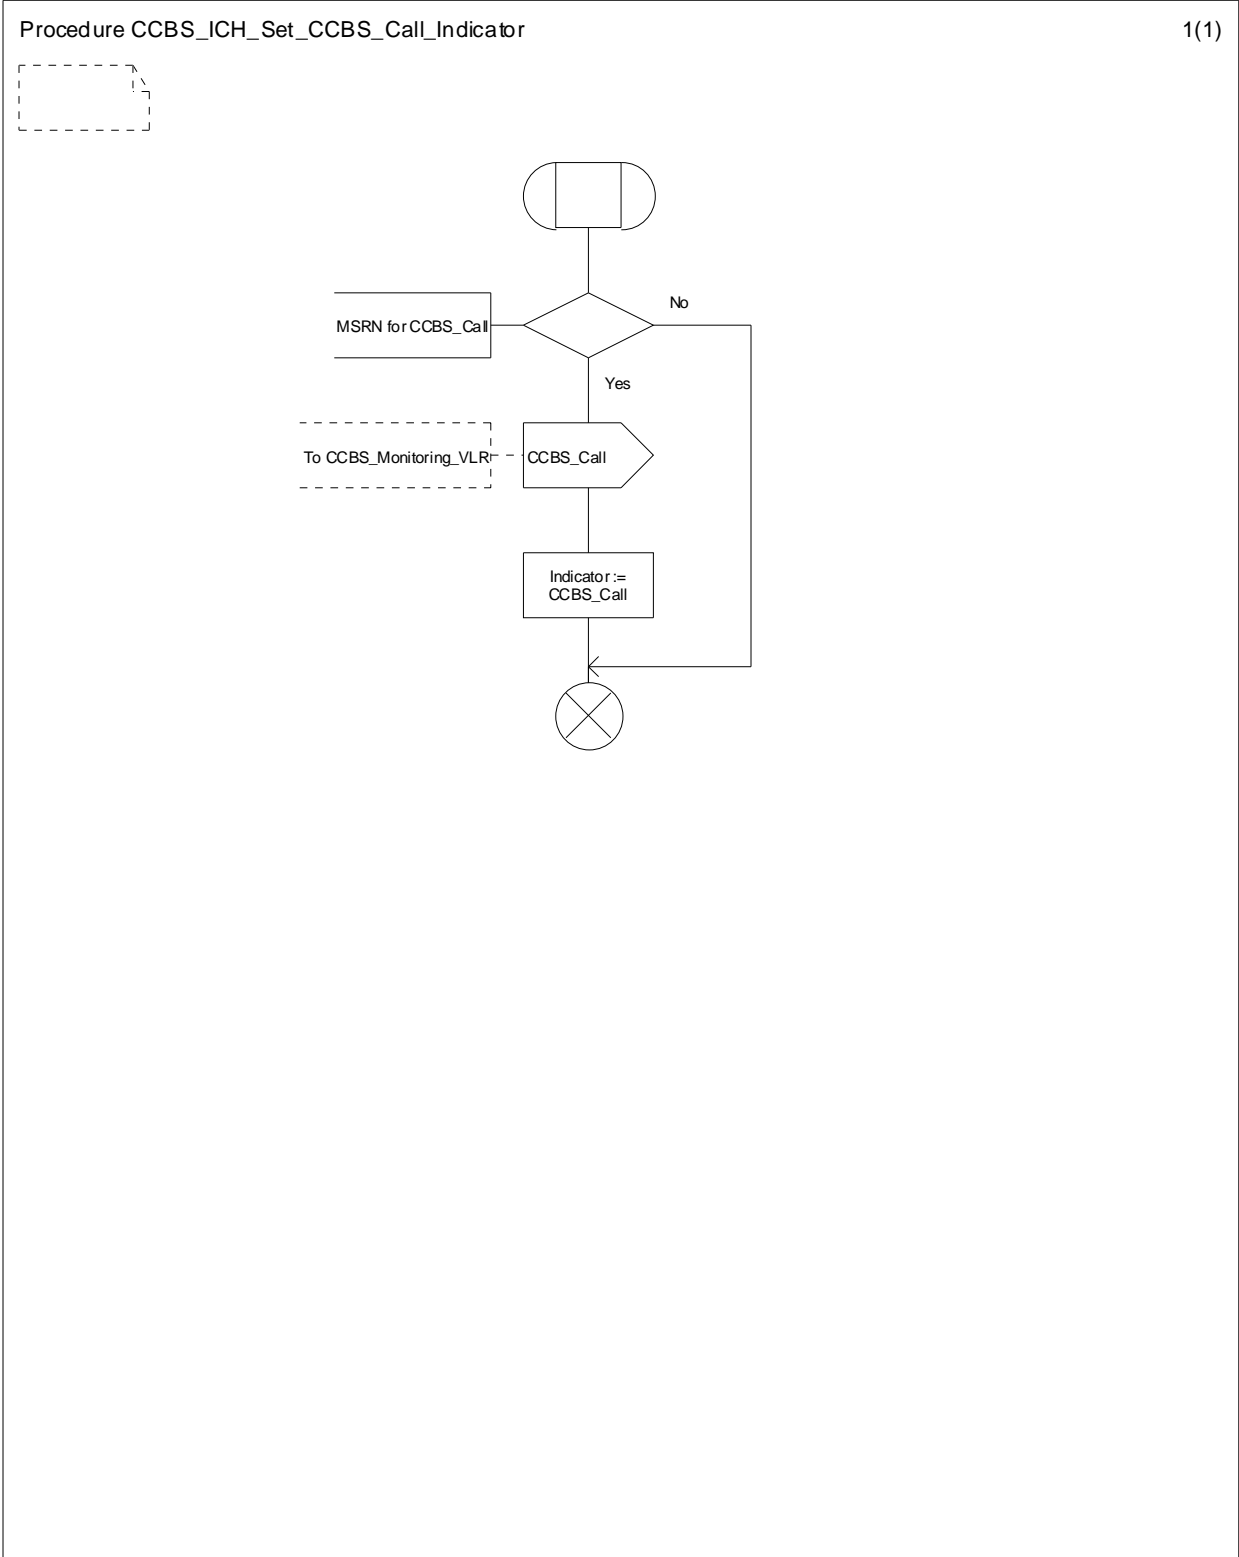 Procedure CCBS_ICH_Set_CCBS_Call_Indicator
1(1)
No
MSRN for CCBS_Call
Yes
To CCBS_Monitoring_VLR
CCBS_Call
Indicator :=
CCBS_Call